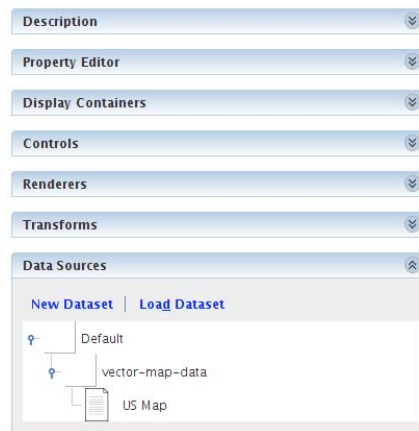 Description
Property Editor
Display Containers
Controls
Renderers
Transforms
Data Sources
New Dataset | Load Dataset
Default
vector-map-data
US Map